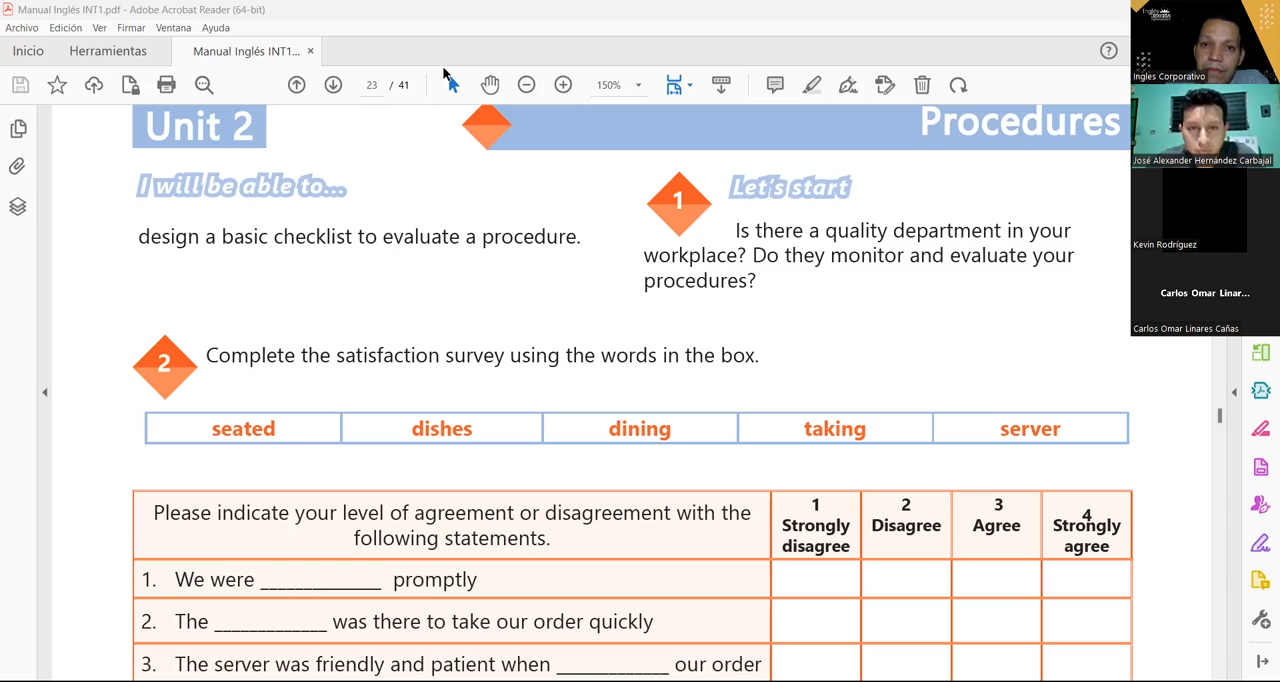 Manual Inglés INT1.pdf - Adobe Acrobat Reader (64-bit)
Archivo Edición Ver Firmar Ventana Ayuda
Inicio Herramientas Manual Inglés INT1... ×
23 / 41 150%
Unit 2 Procedures
I will be able to...
design a basic checklist to evaluate a procedure.
1 Let's start
Is there a quality department in your
workplace? Do they monitor and evaluate your
procedures?
2 Complete the satisfaction survey using the words in the box.
seated dishes dining taking server
Please indicate your level of agreement or disagreement with the
following statements.
1
Strongly
disagree
2
Disagree
3
Agree
4
Strongly
agree
1. We were _____________ promptly
2. The ____________ was there to take our order quickly
3. The server was friendly and patient when ____________ our order
Ingles Corporativo
José Alexander Hernández Carbajal
Kevin Rodríguez
Carlos Omar Linar...
Carlos Omar Linares Cañas